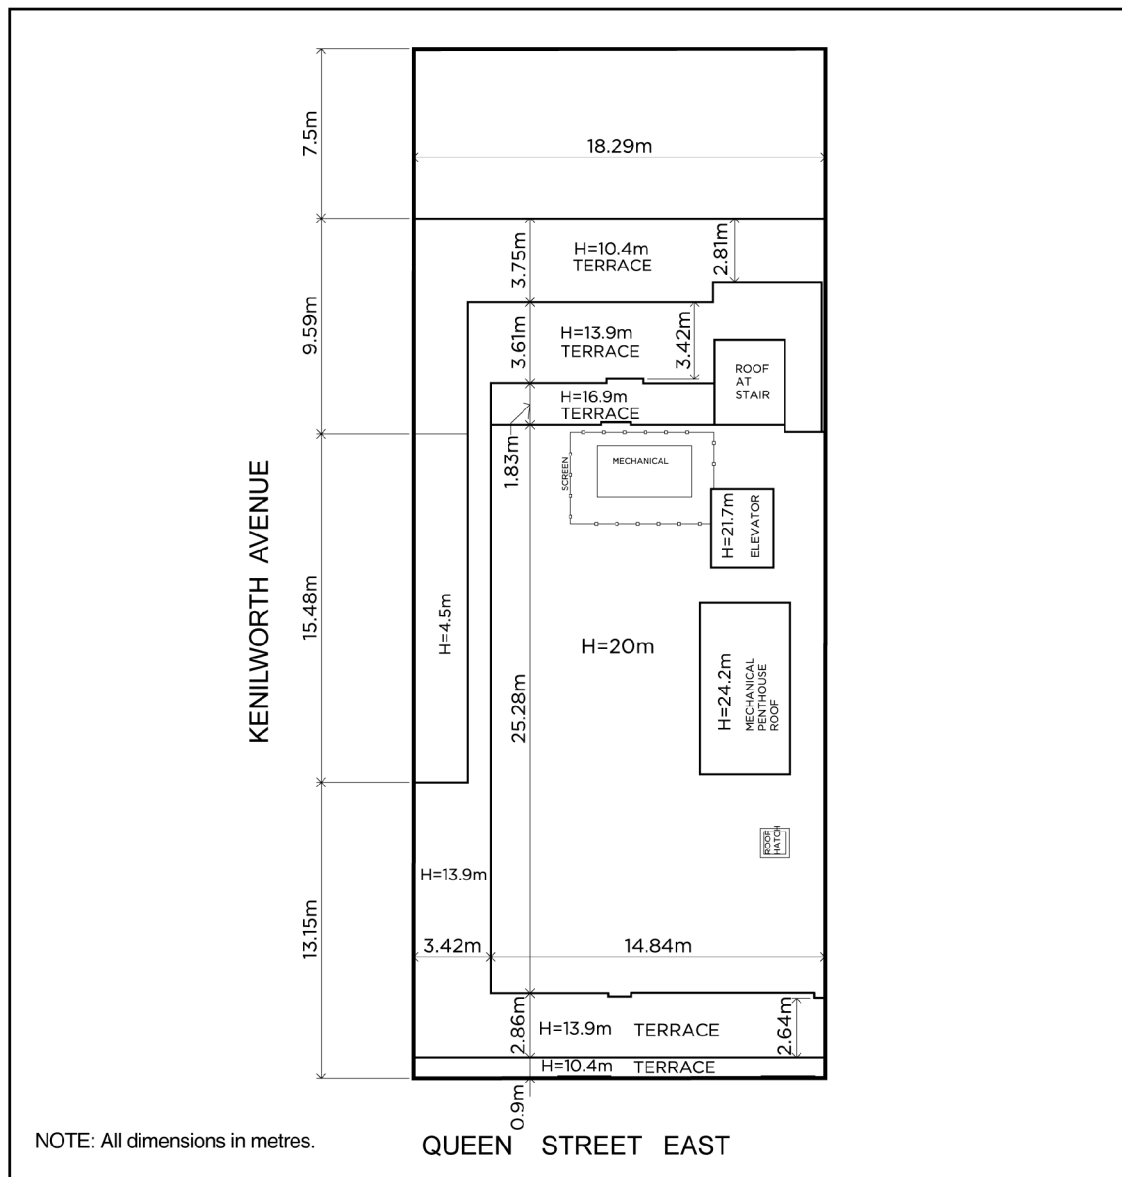 7.5m
18.29m
3.75m
H=10.4m
TERRACE
2.81m
9.59m
3.61m
H=13.9m
TERRACE
3.42m
ROOF
AT
STAIR
H=16.9m
TERRACE
1.83m
SCREEN
MECHANICAL
H=21.7m
ELEVATOR
KENILWORTH AVENUE
15.48m
H=4.5m
H=20m
25.28m
H=24.2m
MECHANICAL
PENTHOUSE
ROOF
ROOF
HATCH
H=13.9m
13.15m
3.42m
14.84m
2.86m
H=13.9m TERRACE
2.64m
H=10.4m TERRACE
0.9m
NOTE: All dimensions in metres.
QUEEN STREET EAST